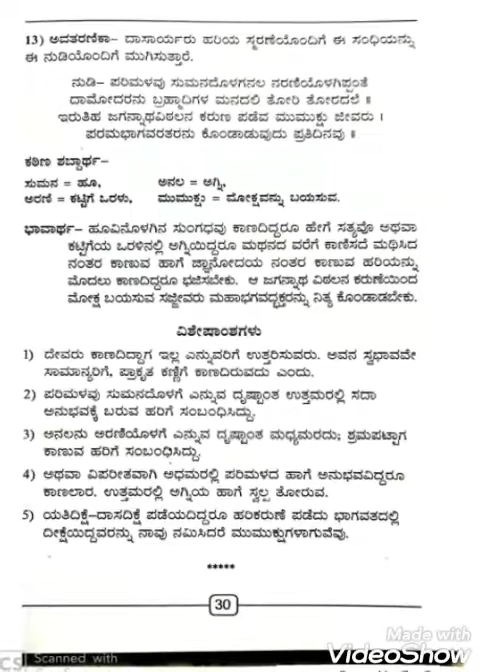 13) ಅವತರಣಿಕಾ– ದಾಸಾರ್ಯರು ಹರಿಯ ಸ್ಮರಣೆಯೊಂದಿಗೆ ಈ ಸಂಧಿಯನ್ನು
ಈ ನುಡಿಯೊಂದಿಗೆ ಮುಗಿಸುತ್ತಾರೆ.
ನುಡಿ– ಪರಿಮಳವು ಸುಮನದೊಳಗನಲ ನರಣಿಯೊಳಗಿಪ್ಪಂತೆ
ದಾಮೋದರನು ಬ್ರಹ್ಮಾದಿಗಳ ಮನದಲಿ ತೋರಿ ತೋರದಲೆ ॥
ಇರುತಿಹ ಜಗನ್ನಾಥವಿಠಲನ ಕರುಣ ಪಡೆವ ಮುಮುಕ್ಷು ಜೀವರು ।
ಪರಮಭಾಗವರತರನು ಕೊಂಡಾಡುವುದು ಪ್ರತಿದಿನವು ॥
ಕಠಿಣ ಶಬ್ದಾರ್ಥ–
ಸುಮನ = ಹೂ, ಅನಲ = ಅಗ್ನಿ,
ಅರಣಿ = ಕಟ್ಟಿಗೆ ಒರಳು, ಮುಮುಕ್ಷು = ಮೋಕ್ಷವನ್ನು ಬಯಸುವ.
ಭಾವಾರ್ಥ– ಹೂವಿನೊಳಗಿನ ಸುಂಗಧವು ಕಾಣದಿದ್ದರೂ ಹೇಗೆ ಸತ್ಯವೊ ಅಥವಾ
ಕಟ್ಟಿಗೆಯ ಒರಳಿನಲ್ಲಿ ಅಗ್ನಿಯಿದ್ದರೂ ಮಥನದ ವರೆಗೆ ಕಾಣಿಸದೆ ಮಥಿಸಿದ
ನಂತರ ಕಾಣುವ ಹಾಗೆ ಜ್ಞಾನೋದಯ ನಂತರ ಕಾಣುವ ಹರಿಯನ್ನು
ಮೊದಲು ಕಾಣದಿದ್ದರೂ ಭಜಿಸಬೇಕು. ಆ ಜಗನಾಥ ವಿಠಲನ ಕರುಣೆಯಿಂದ
ಮೋಕ್ಷ ಬಯಸುವ ಸಜ್ಜೀವರು ಮಹಾಭಗವದ್ಭಕ್ತರನ್ನು ನಿತ್ಯ ಕೊಂಡಾಡಬೇಕು.
ವಿಶೇಷಾಂಶಗಳು
1) ದೇವರು ಕಾಣದಿದ್ದಾಗ ಇಲ್ಲ ಎನ್ನುವರಿಗೆ ಉತ್ತರಿಸುವರು. ಅವನ ಸ್ವಭಾವವೇ
ಸಾಮಾನ್ಯರಿಗೆ, ಪ್ರಾಕೃತ ಕಣ್ಣಿಗೆ ಕಾಣದಿರುವದು ಎಂದು.
2) ಪರಿಮಳವು ಸುಮನದೊಳಗೆ ಎನ್ನುವ ದೃಷ್ಟಾಂತ ಉತ್ತಮರಲ್ಲಿ ಸದಾ
ಅನುಭವಕ್ಕೆ ಬರುವ ಹರಿಗೆ ಸಂಬಂಧಿಸಿದ್ದು.
3) ಅನಲನು ಅರಣಿಯೊಳಗೆ ಎನ್ನುವ ದೃಷ್ಟಾಂತ ಮಧ್ಯಮರದು; ಶ್ರಮಪಟ್ಟಾಗ
ಕಾಣುವ ಹರಿಗೆ ಸಂಬಂಧಿಸಿದ್ದು.
4) ಅಥವಾ ವಿಪರೀತವಾಗಿ ಅಧಮರಲ್ಲಿ ಪರಿಮಳದ ಹಾಗೆ ಅನುಭವವಿದ್ದರೂ
ಕಾಣಲಾರ. ಉತ್ತಮರಲ್ಲಿ ಅಗ್ನಿಯ ಹಾಗೆ ಸ್ವಲ್ಪ ತೋರುವ.
5) ಯತಿದಿಕ್ಷೆ–ದಾಸದಿಕ್ಷೆ ಪಡೆಯದಿದ್ದರೂ ಹರಿಕರುಣೆ ಪಡೆದು ಭಾಗವತದಲ್ಲಿ
ದೀಕ್ಷೆಯಿದ್ದವರನ್ನು ನಾವು ನಮಿಸಿದರೆ ಮುಮುಕ್ಷುಗಳಾಗುವೆವು.
*****
30
Made with
VideoShow
CS Scanned with